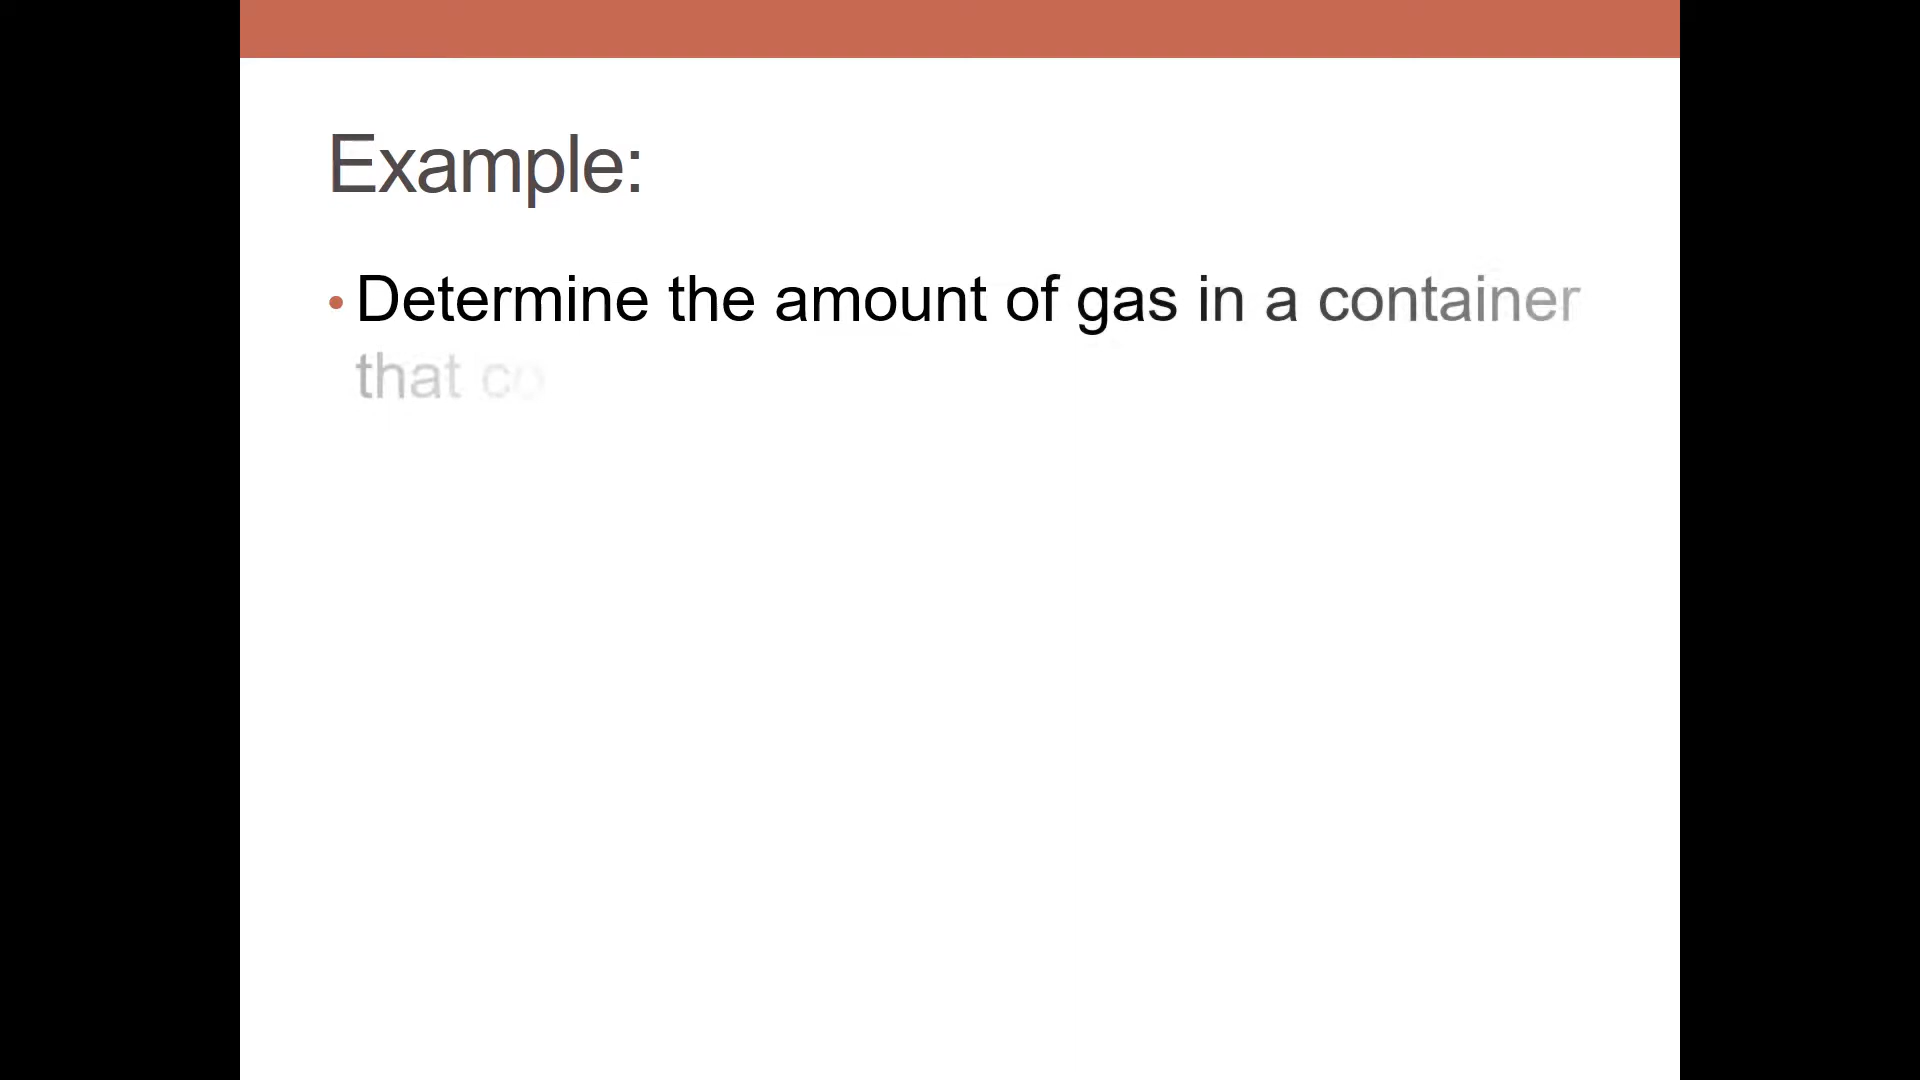 Example:
• Determine the amount of gas in a container
that co